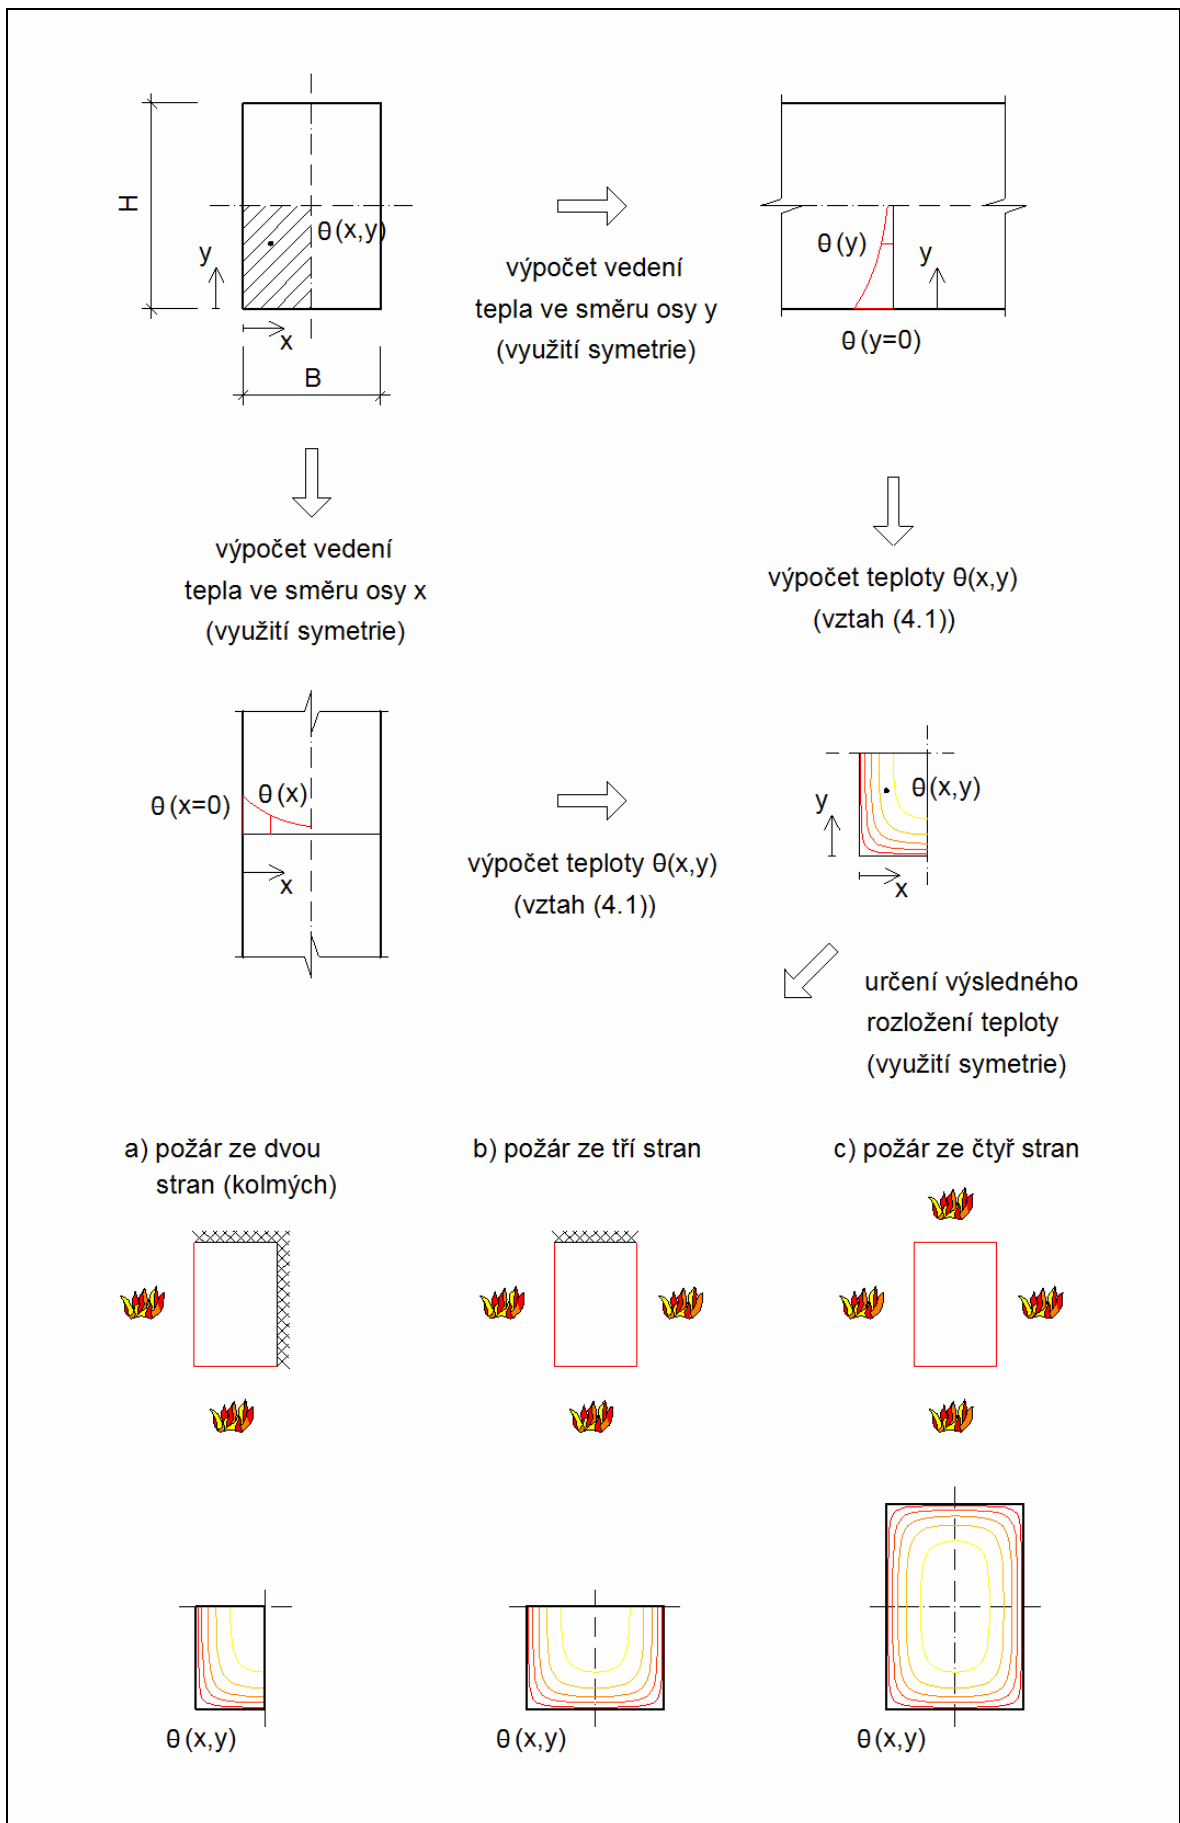 H
θ(x,y)
y
x
B
výpočet vedení
tepla ve směru osy y
(využití symetrie)
θ(y)
y
θ(y=0)
výpočet vedení
tepla ve směru osy x
(využití symetrie)
výpočet teploty θ(x,y)
(vztah (4.1))
θ(x=0)
θ(x)
x
výpočet teploty θ(x,y)
(vztah (4.1))
y
θ(x,y)
x
určení výsledného
rozložení teploty
(využití symetrie)
a) požár ze dvou
stran (kolmých)
b) požár ze tří stran
c) požár ze čtyř stran
θ(x,y)
θ(x,y)
θ(x,y)